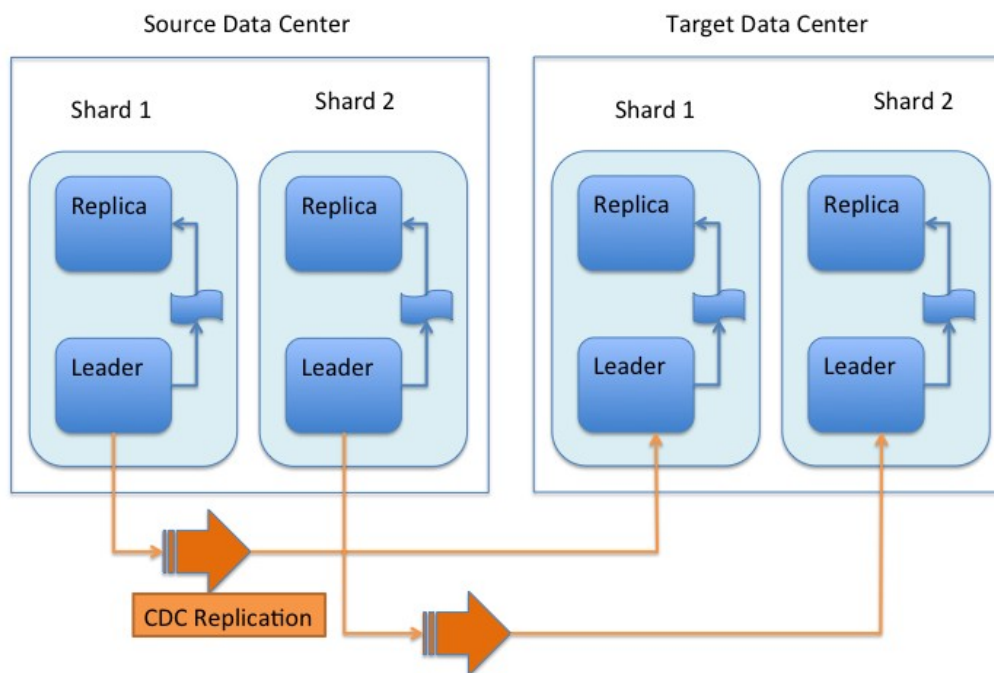 Source Data Center
Target Data Center
Shard 1
Shard 2
Shard 1
Shard 2
Replica
Replica
Replica
Replica
Leader
Leader
Leader
Leader
CDC Replication